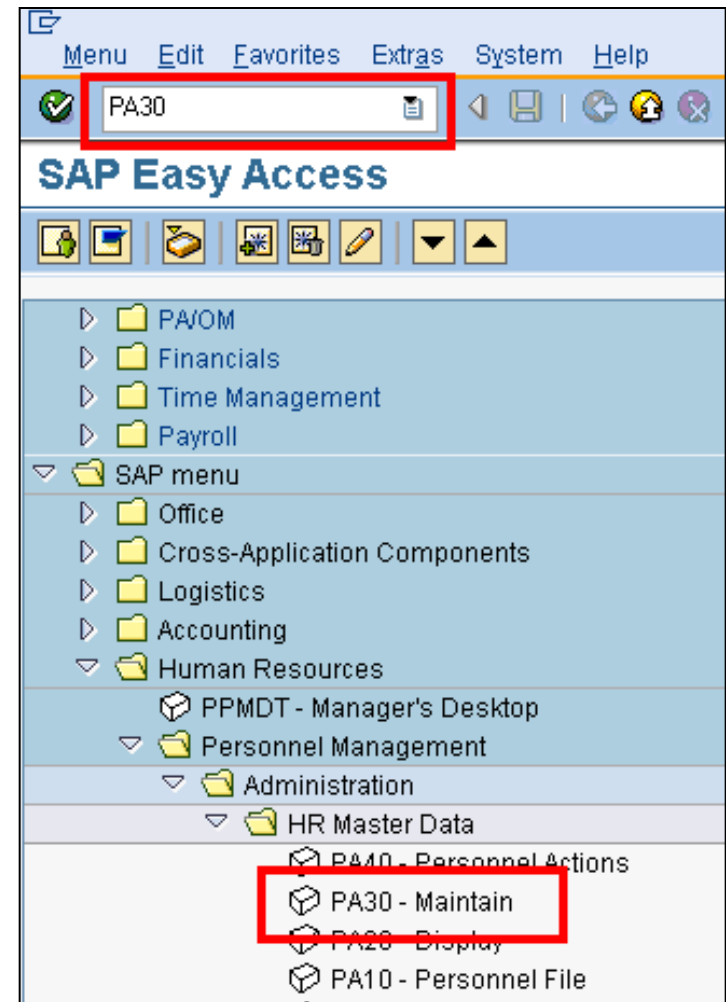 Menu Edit Favorites Extras System Help
PA30
SAP Easy Access
PA/OM
Financials
Time Management
Payroll
SAP menu
Office
Cross-Application Components
Logistics
Accounting
Human Resources
PPMDT - Manager's Desktop
Personnel Management
Administration
HR Master Data
PA40 - Personnel Actions
PA30 - Maintain
PA20 - Display
PA10 - Personnel File